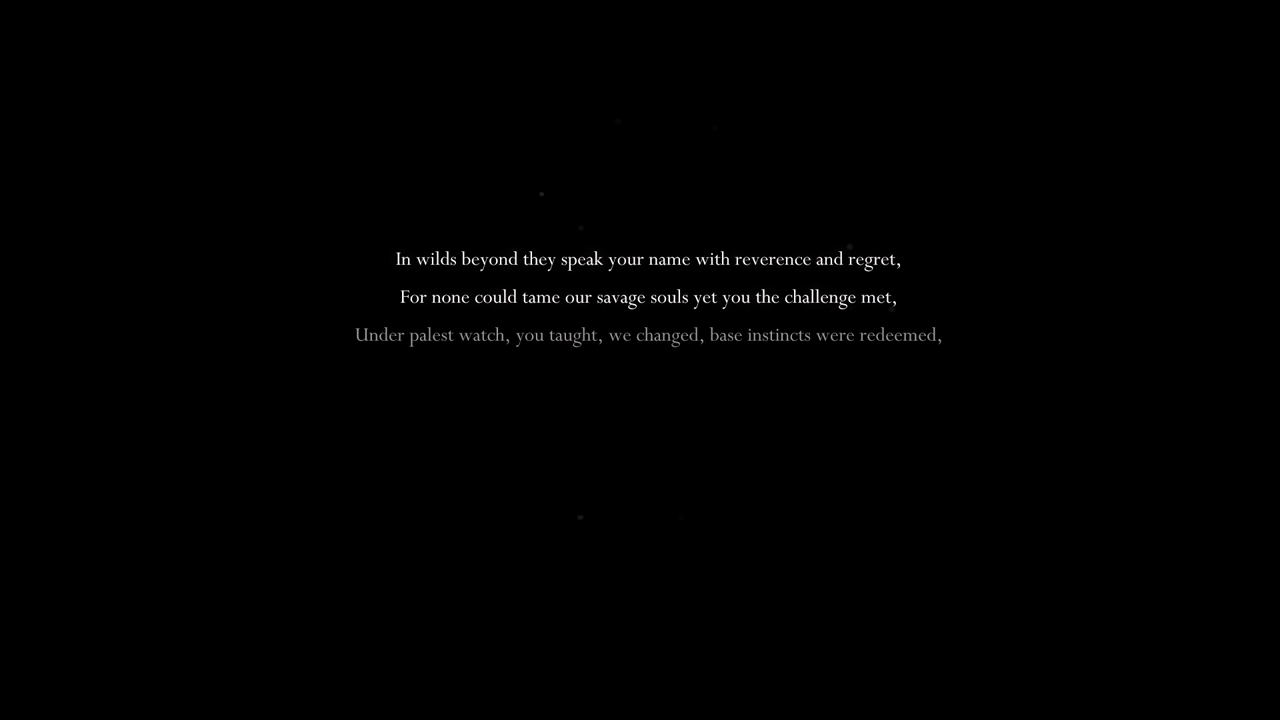 In wilds beyond they speak your name with reverence and regret,
For none could tame our savage souls yet you the challenge met,
Under palest watch, you taught, we changed, base instincts were redeemed,